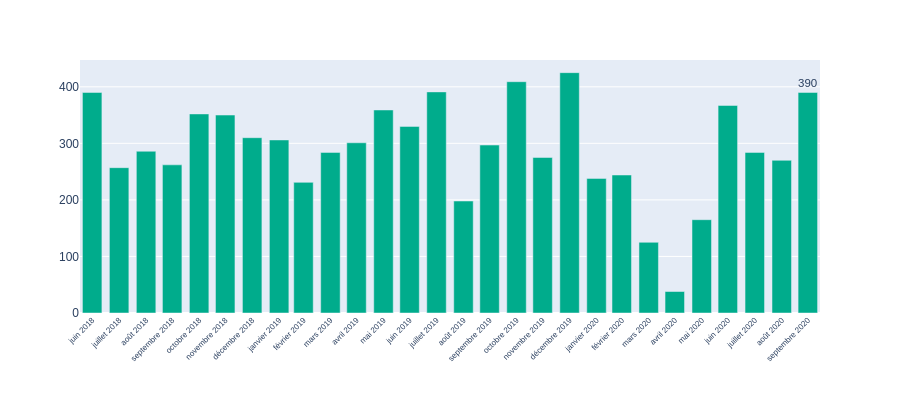 400
300
200
100
0
390
juin 2018
juillet 2018
août 2018
septembre 2018
octobre 2018
novembre 2018
décembre 2018
janvier 2019
février 2019
mars 2019
avril 2019
mai 2019
juin 2019
juillet 2019
août 2019
septembre 2019
octobre 2019
novembre 2019
décembre 2019
janvier 2020
février 2020
mars 2020
avril 2020
mai 2020
juin 2020
juillet 2020
août 2020
septembre 2020